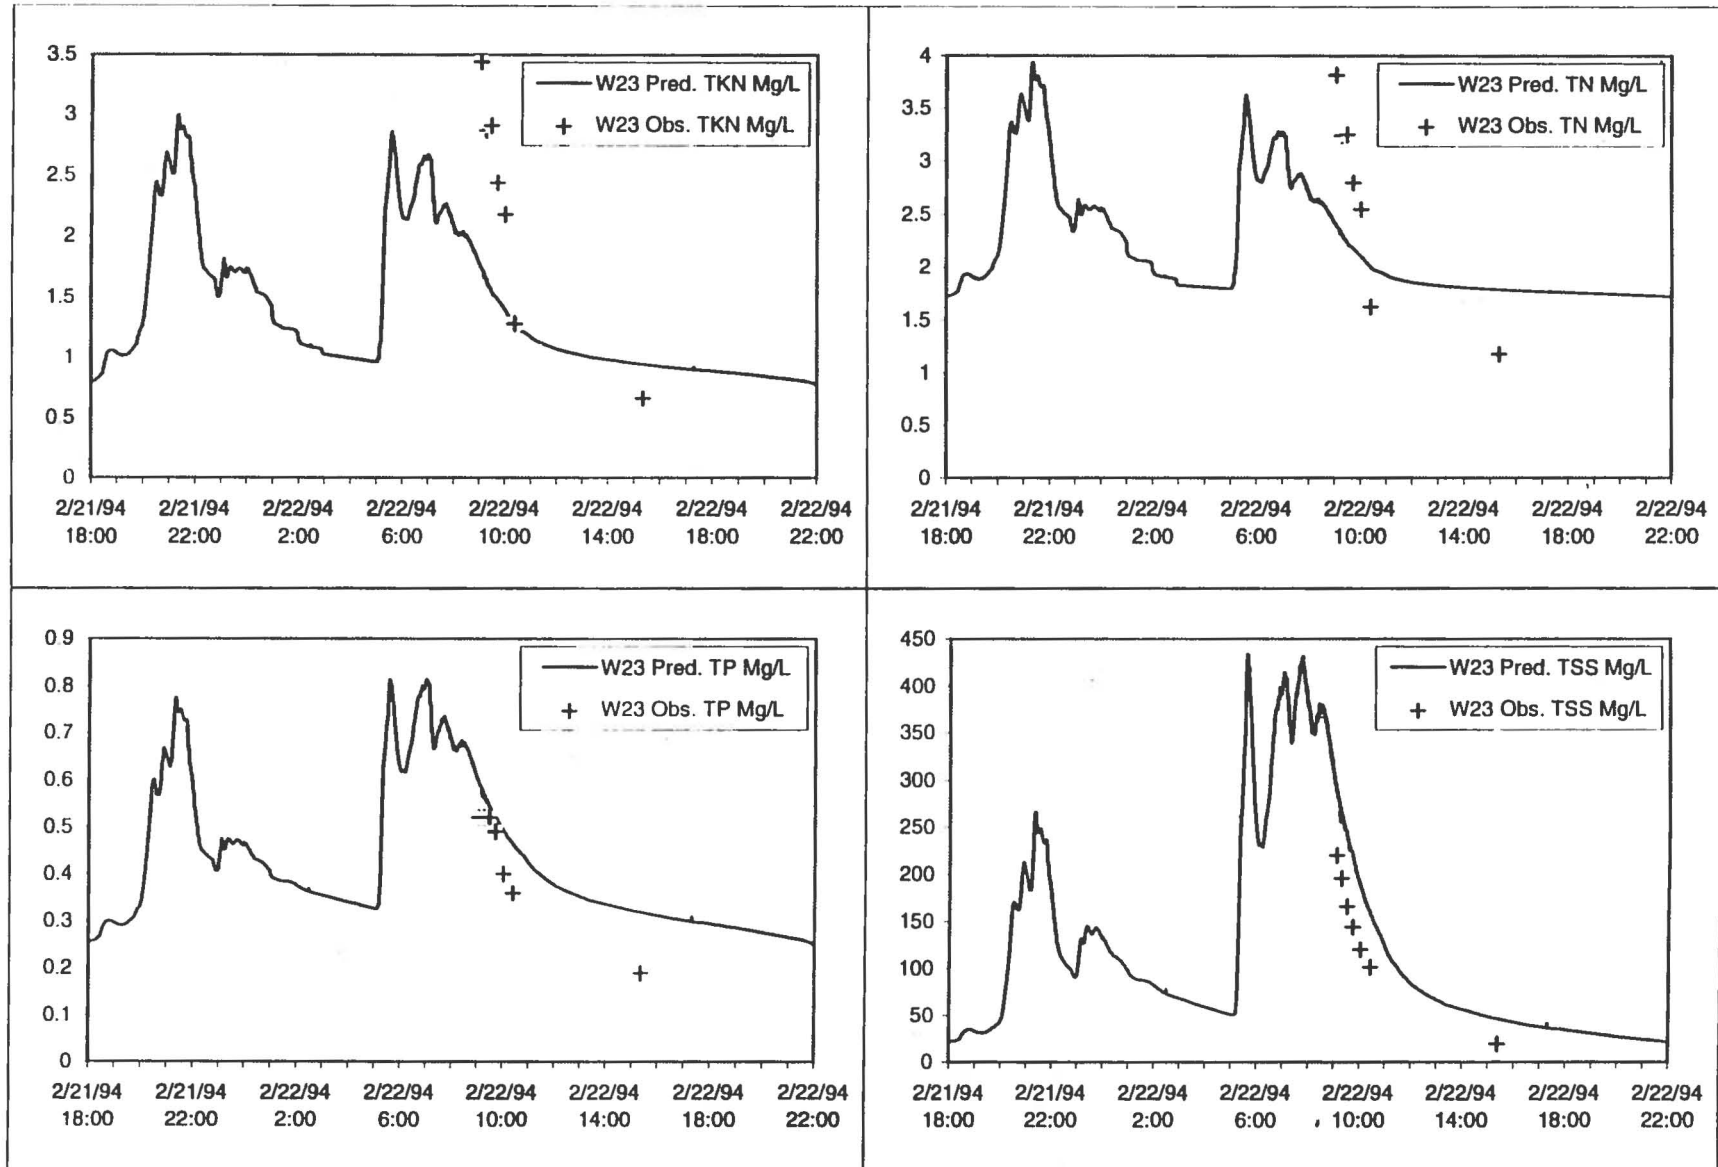 3.5
3
2.5
2
1.5
1
0 5
0
W23 Pred. TKN Mg/L
W23 Obs. TKN Mg/L
2/21/94 2/21/94 2/22/94 2/22/94 2/22/94 2/22/94 2/22/94 2/22/94
18:00 22:00 2:00 6:00 10:00 14:00 18:00 22:00
4
3.5
3
2.5
2
1.5
1
0.5
0
W23 Pred. TN Mg/L
W23 Obs. TN Mg/L
2/21/94 2/21/94 2/22/94 2/22/94 2/22/94 2/22/94 2/22/94 2/22/94
18:00 22:00 2:00 6:00 10:00 14:00 18:00 22:00
0.9
0.8
0.7
0.6
0.5
0.4
0.3
0.2
0.1
0
W23 Pred. TP Mg/L
W23 Obs. TP Mg/L
2/21/94 2/21/94 2/22/94 2/22/94 2/22/94 2/22/94 2/22/94 2/22/94
18:00 22:00 2:00 6:00 10:00 14:00 18:00 22:00
450
400
350
300
250
200
150
100
50
0
W23 Pred. TSS Mg/L
W23 Obs. TSS Mg/L
2/21/94 2/21/94 2/22/94 2/22/94 2/22/94 2/22/94 2/22/94 2/22/94
18:00 22:00 2:00 6:00 10:00 14:00 18:00 22:00